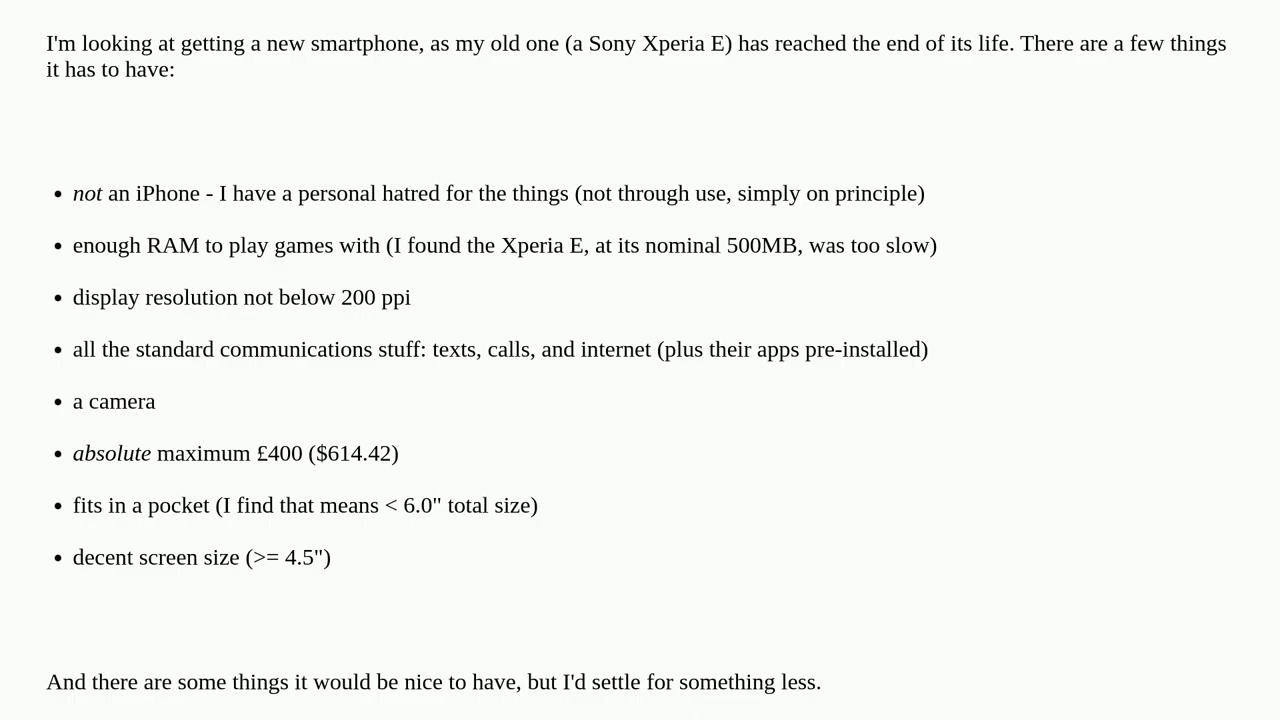 I'm looking at getting a new smartphone, as my old one (a Sony Xperia E) has reached the end of its life. There are a few things
it has to have:
• not an iPhone - I have a personal hatred for the things (not through use, simply on principle)
• enough RAM to play games with (I found the Xperia E, at its nominal 500MB, was too slow)
• display resolution not below 200 ppi
• all the standard communications stuff: texts, calls, and internet (plus their apps pre-installed)
• a camera
• absolute maximum £400 ($614.42)
• fits in a pocket (I find that means < 6.0" total size)
• decent screen size (>= 4.5")
And there are some things it would be nice to have, but I'd settle for something less.